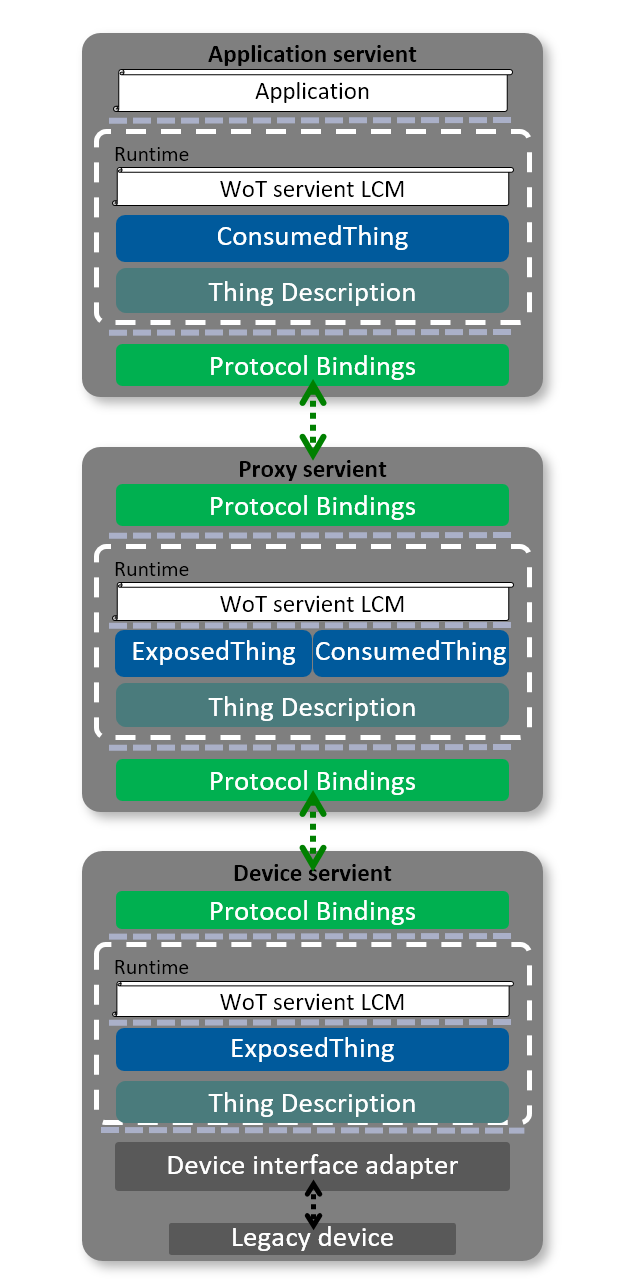 Application servient
Application
Runtime
WoT servient LCM
ConsumedThing
Thing Description
Protocol Bindings
Proxy servient
Protocol Bindings
Runtime
WoT servient LCM
ExposedThing ConsumedThing
Thing Description
Protocol Bindings
Device servient
Protocol Bindings
Runtime
WoT servient LCM
ExposedThing
Thing Description
Device interface adapter
Legacy device